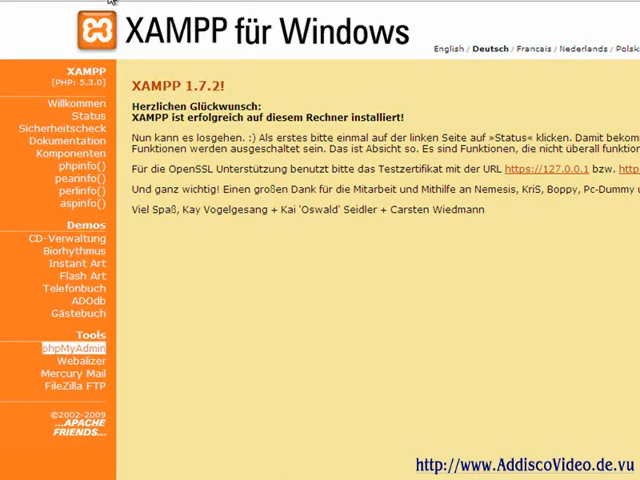 XAMPP für Windows
English / Deutsch / Francais / Nederlands / Polsk
XAMPP
[PHP: 5.3.0]
Willkommen
Status
Sicherheitscheck
Dokumentation
Komponenten
phpinfo()
pearinfo()
perlinfo()
aspinfo()
Demos
CD-Verwaltung
Biorhythmus
Instant Art
Flash Art
Telefonbuch
ADOdb
Gästebuch
Tools
phpMyAdmin
Webalizer
Mercury Mail
FileZilla FTP
©2002-2009
...APACHE
FRIENDS...
XAMPP 1.7.2!
Herzlichen Glückwunsch:
XAMPP ist erfolgreich auf diesem Rechner installiert!
Nun kann es losgehen. :) Als erstes bitte einmal auf der linken Seite auf »Status« klicken. Damit bekom
Funktionen werden ausgeschaltet sein. Das ist Absicht so. Es sind Funktionen, die nicht überall funktion
Für die OpenSSL Unterstützung benutzt bitte das Testzertifikat mit der URL https://127.0.0.1 bzw. http
Und ganz wichtig! Einen großen Dank für die Mitarbeit und Mithilfe an Nemesis, KriS, Boppy, Pc-Dummy u
Viel Spaß, Kay Vogelgesang + Kai 'Oswald' Seidler + Carsten Wiedmann
http://www.AddiscoVideo.de.vu